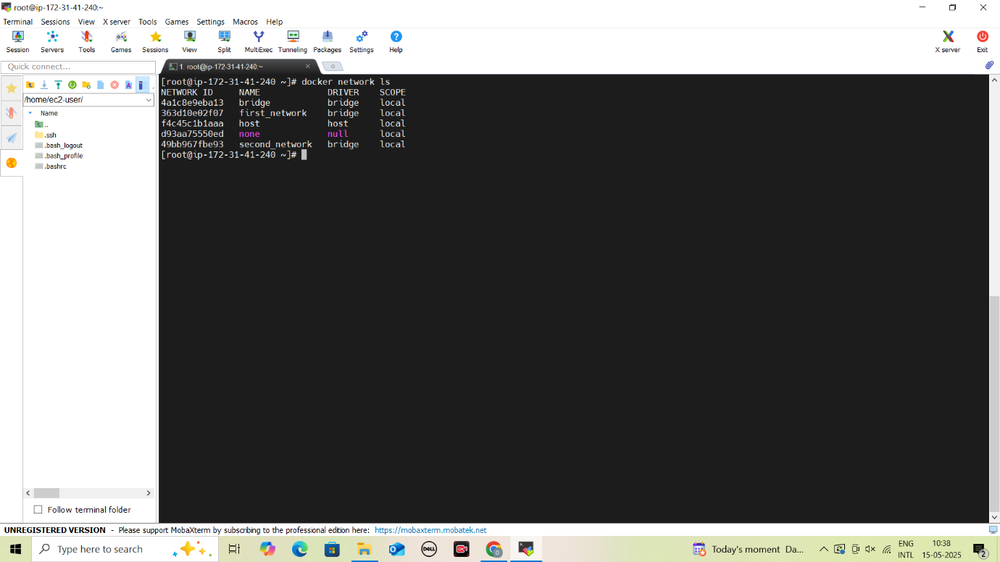 root@ip-172-31-41-240:~
Terminal Sessions View X server Tools Games Settings Macros Help
Session Servers Tools Games Sessions View Split MultiExec Tunneling Packages Settings Help X server Exit
Quick connect...
1. root@ip-172-31-41-240:~
/home/ec2-user/
Name
..
.ssh
.bash_logout
.bash_profile
.bashrc
[root@ip-172-31-41-240 ~]# docker network ls
NETWORK ID NAME DRIVER SCOPE
4a1c8e9eba13 bridge bridge local
363d10e02f07 first_network bridge local
f4c45c1b1aaa host host local
d93aa75550ed none null local
49bb967fbe93 second_network bridge local
[root@ip-172-31-41-240 ~]#
Follow terminal folder
UNREGISTERED VERSION - Please support MobaXterm by subscribing to the professional edition here: https://mobaxterm.mobatek.net
Type here to search
DELL
Today's moment Da...
ENG
INTL
10:38
15-05-2025
2